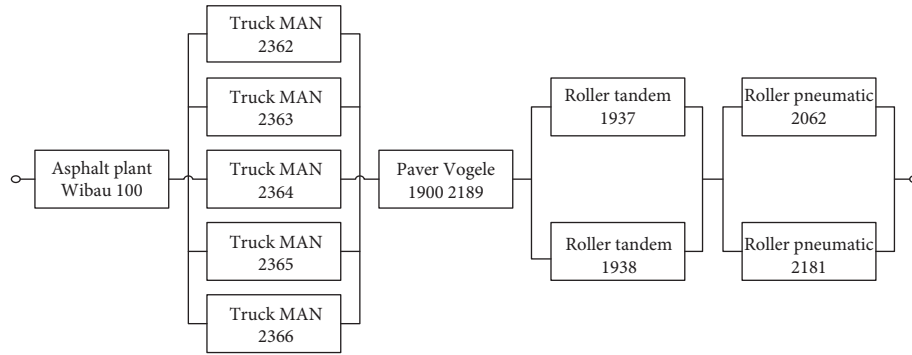 Asphalt plant
Wibau 100
Truck MAN
2362
Truck MAN
2363
Truck MAN
2364
Truck MAN
2365
Truck MAN
2366
Paver Vogele
1900 2189
Roller tandem
1937
Roller tandem
1938
Roller pneumatic
2062
Roller pneumatic
2181